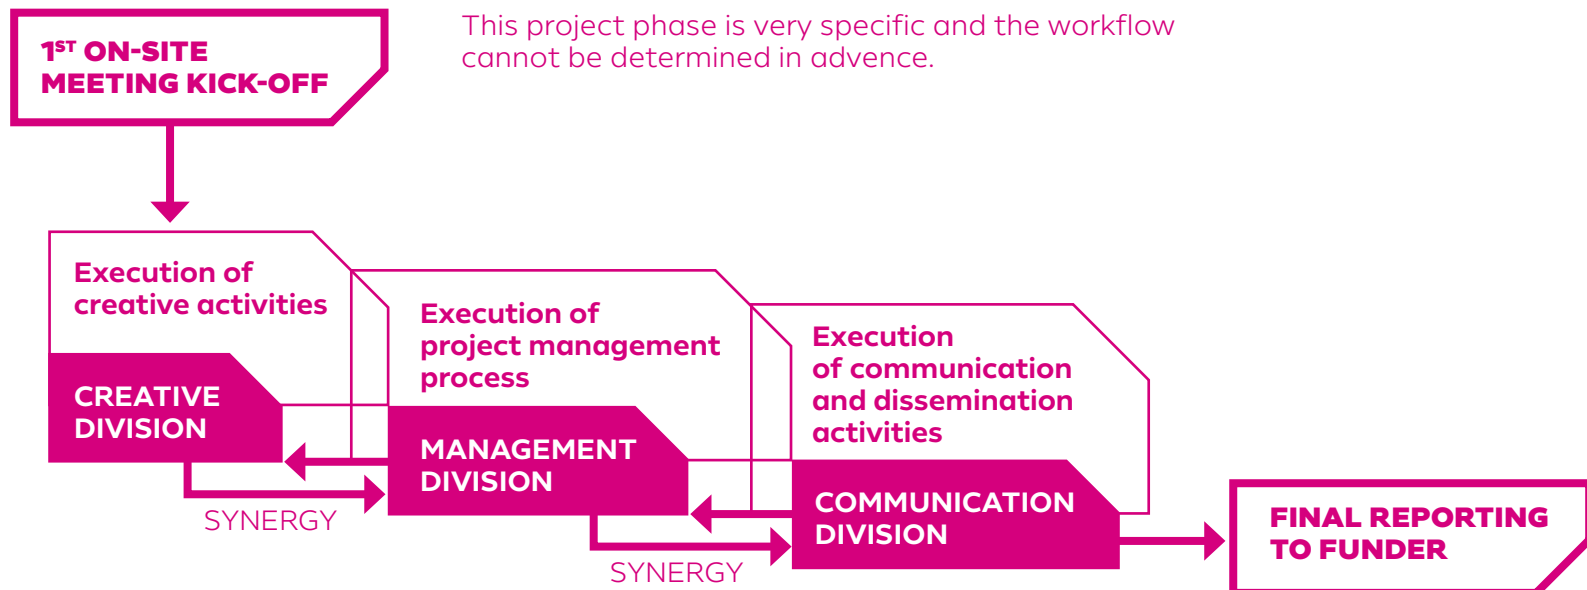 1ST ON-SITE
MEETING KICK-OFF
This project phase is very specific and the workflow
cannot be determined in advence.
Execution of
creative activities
CREATIVE
DIVISION
SYNERGY
Execution of
project management
process
MANAGEMENT
DIVISION
SYNERGY
Execution
of communication
and dissemination
activities
COMMUNICATION
DIVISION
FINAL REPORTING
TO FUNDER